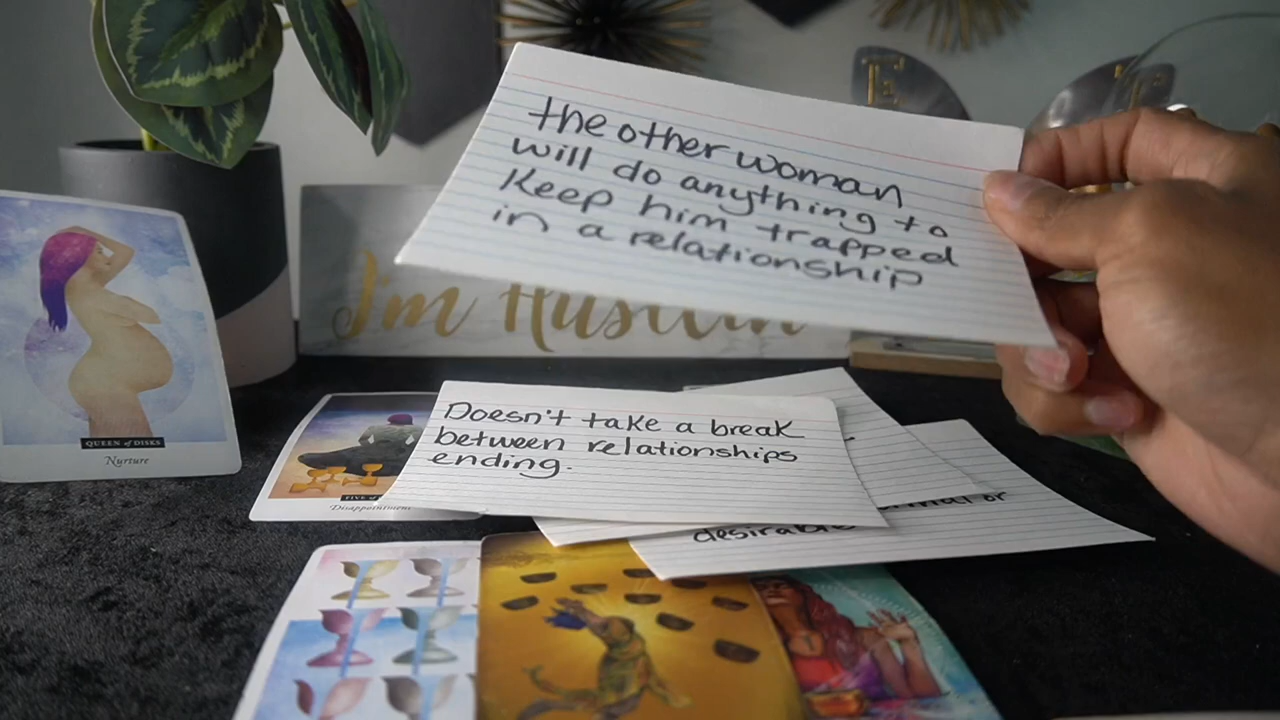 the other woman
will do anything to
keep him trapped
in a relationship
I'm Hustlin
Doesn't take a break
between relationships
ending.
or
desirable
QUEEN of DISKS
Nurture
FIVE
Disappointment
E